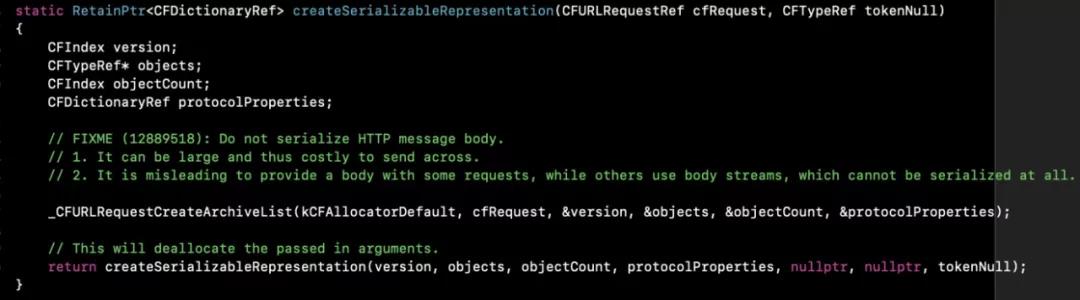 static RetainPtr<CFDictionaryRef> createSerializableRepresentation(CFURLRequestRef cfRequest, CFTypeRef tokenNull)
{
    CFIndex version;
    CFTypeRef* objects;
    CFIndex objectCount;
    CFDictionaryRef protocolProperties;

    // FIXME (12889518): Do not serialize HTTP message body.
    // 1. It can be large and thus costly to send across.
    // 2. It is misleading to provide a body with some requests, while others use body streams, which cannot be serialized at all.

    _CFURLRequestCreateArchiveList(kCFAllocatorDefault, cfRequest, &version, &objects, &objectCount, &protocolProperties);

    // This will deallocate the passed in arguments.
    return createSerializableRepresentation(version, objects, objectCount, protocolProperties, nullptr, nullptr, tokenNull);
}